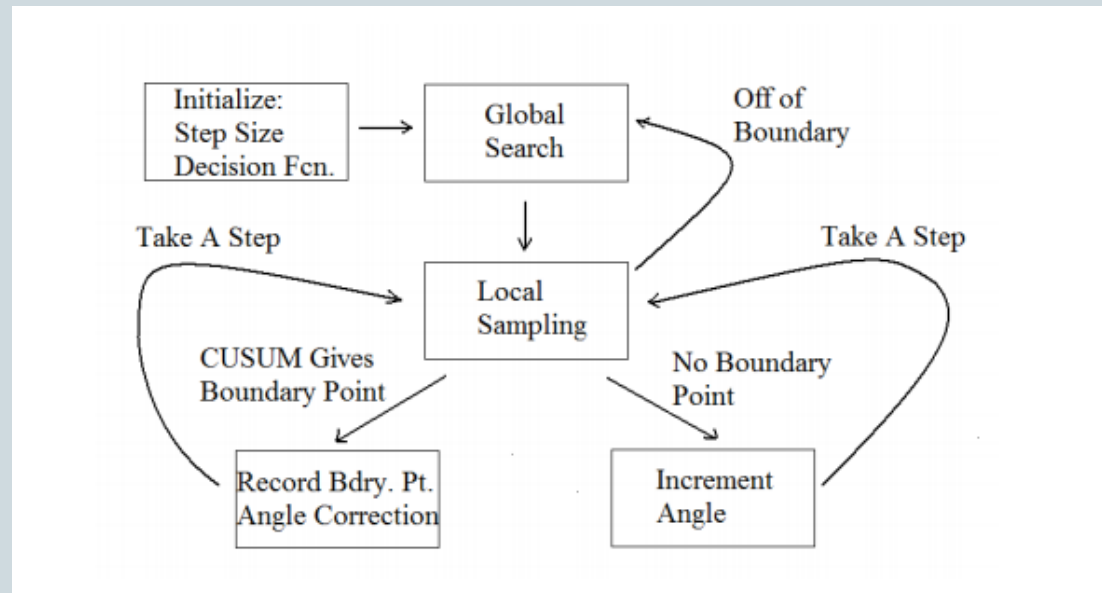 Initialize:
Step Size
Decision Fcn.
Global
Search
Off of
Boundary
Take A Step
Take A Step
Local
Sampling
CUSUM Gives
Boundary Point
No Boundary
Point
Record Bdry. Pt.
Angle Correction
Increment
Angle